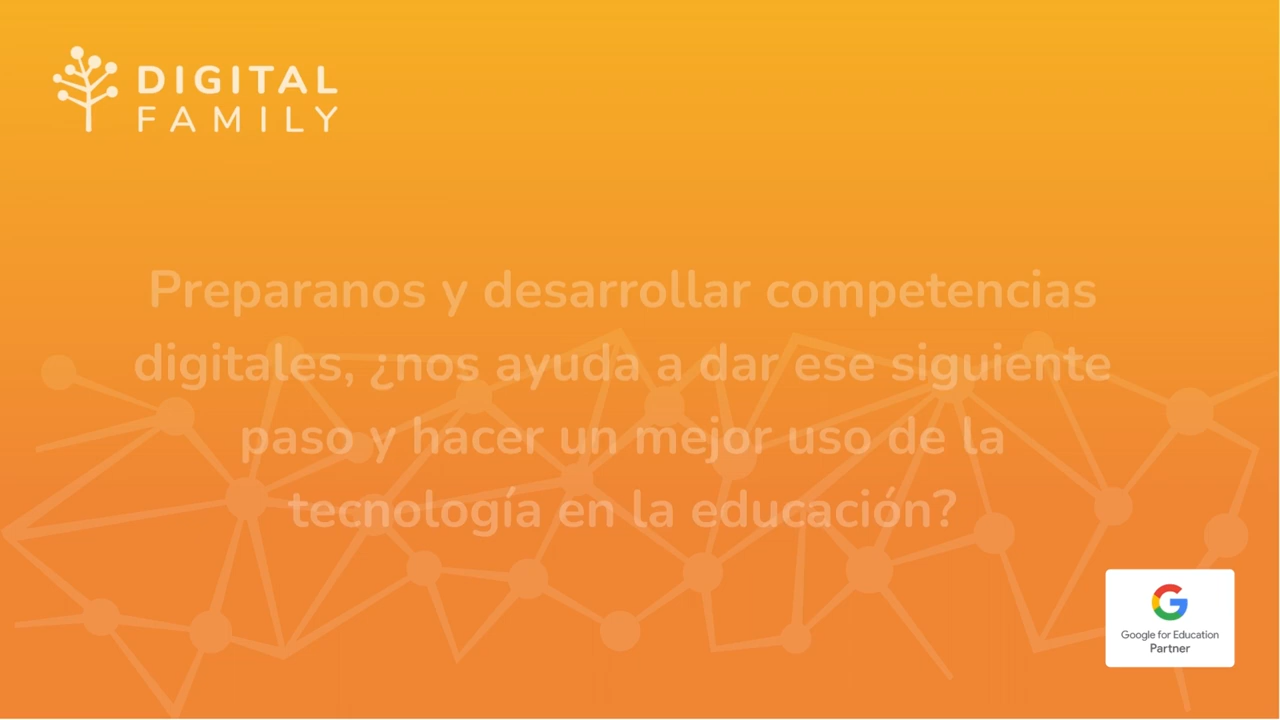 DIGITAL
FAMILY
Preparanos y desarrollar competencias
digitales, ¿nos ayuda a dar ese siguiente
paso y hacer un mejor uso de la
tecnología en la educación?
Google for Education
Partner